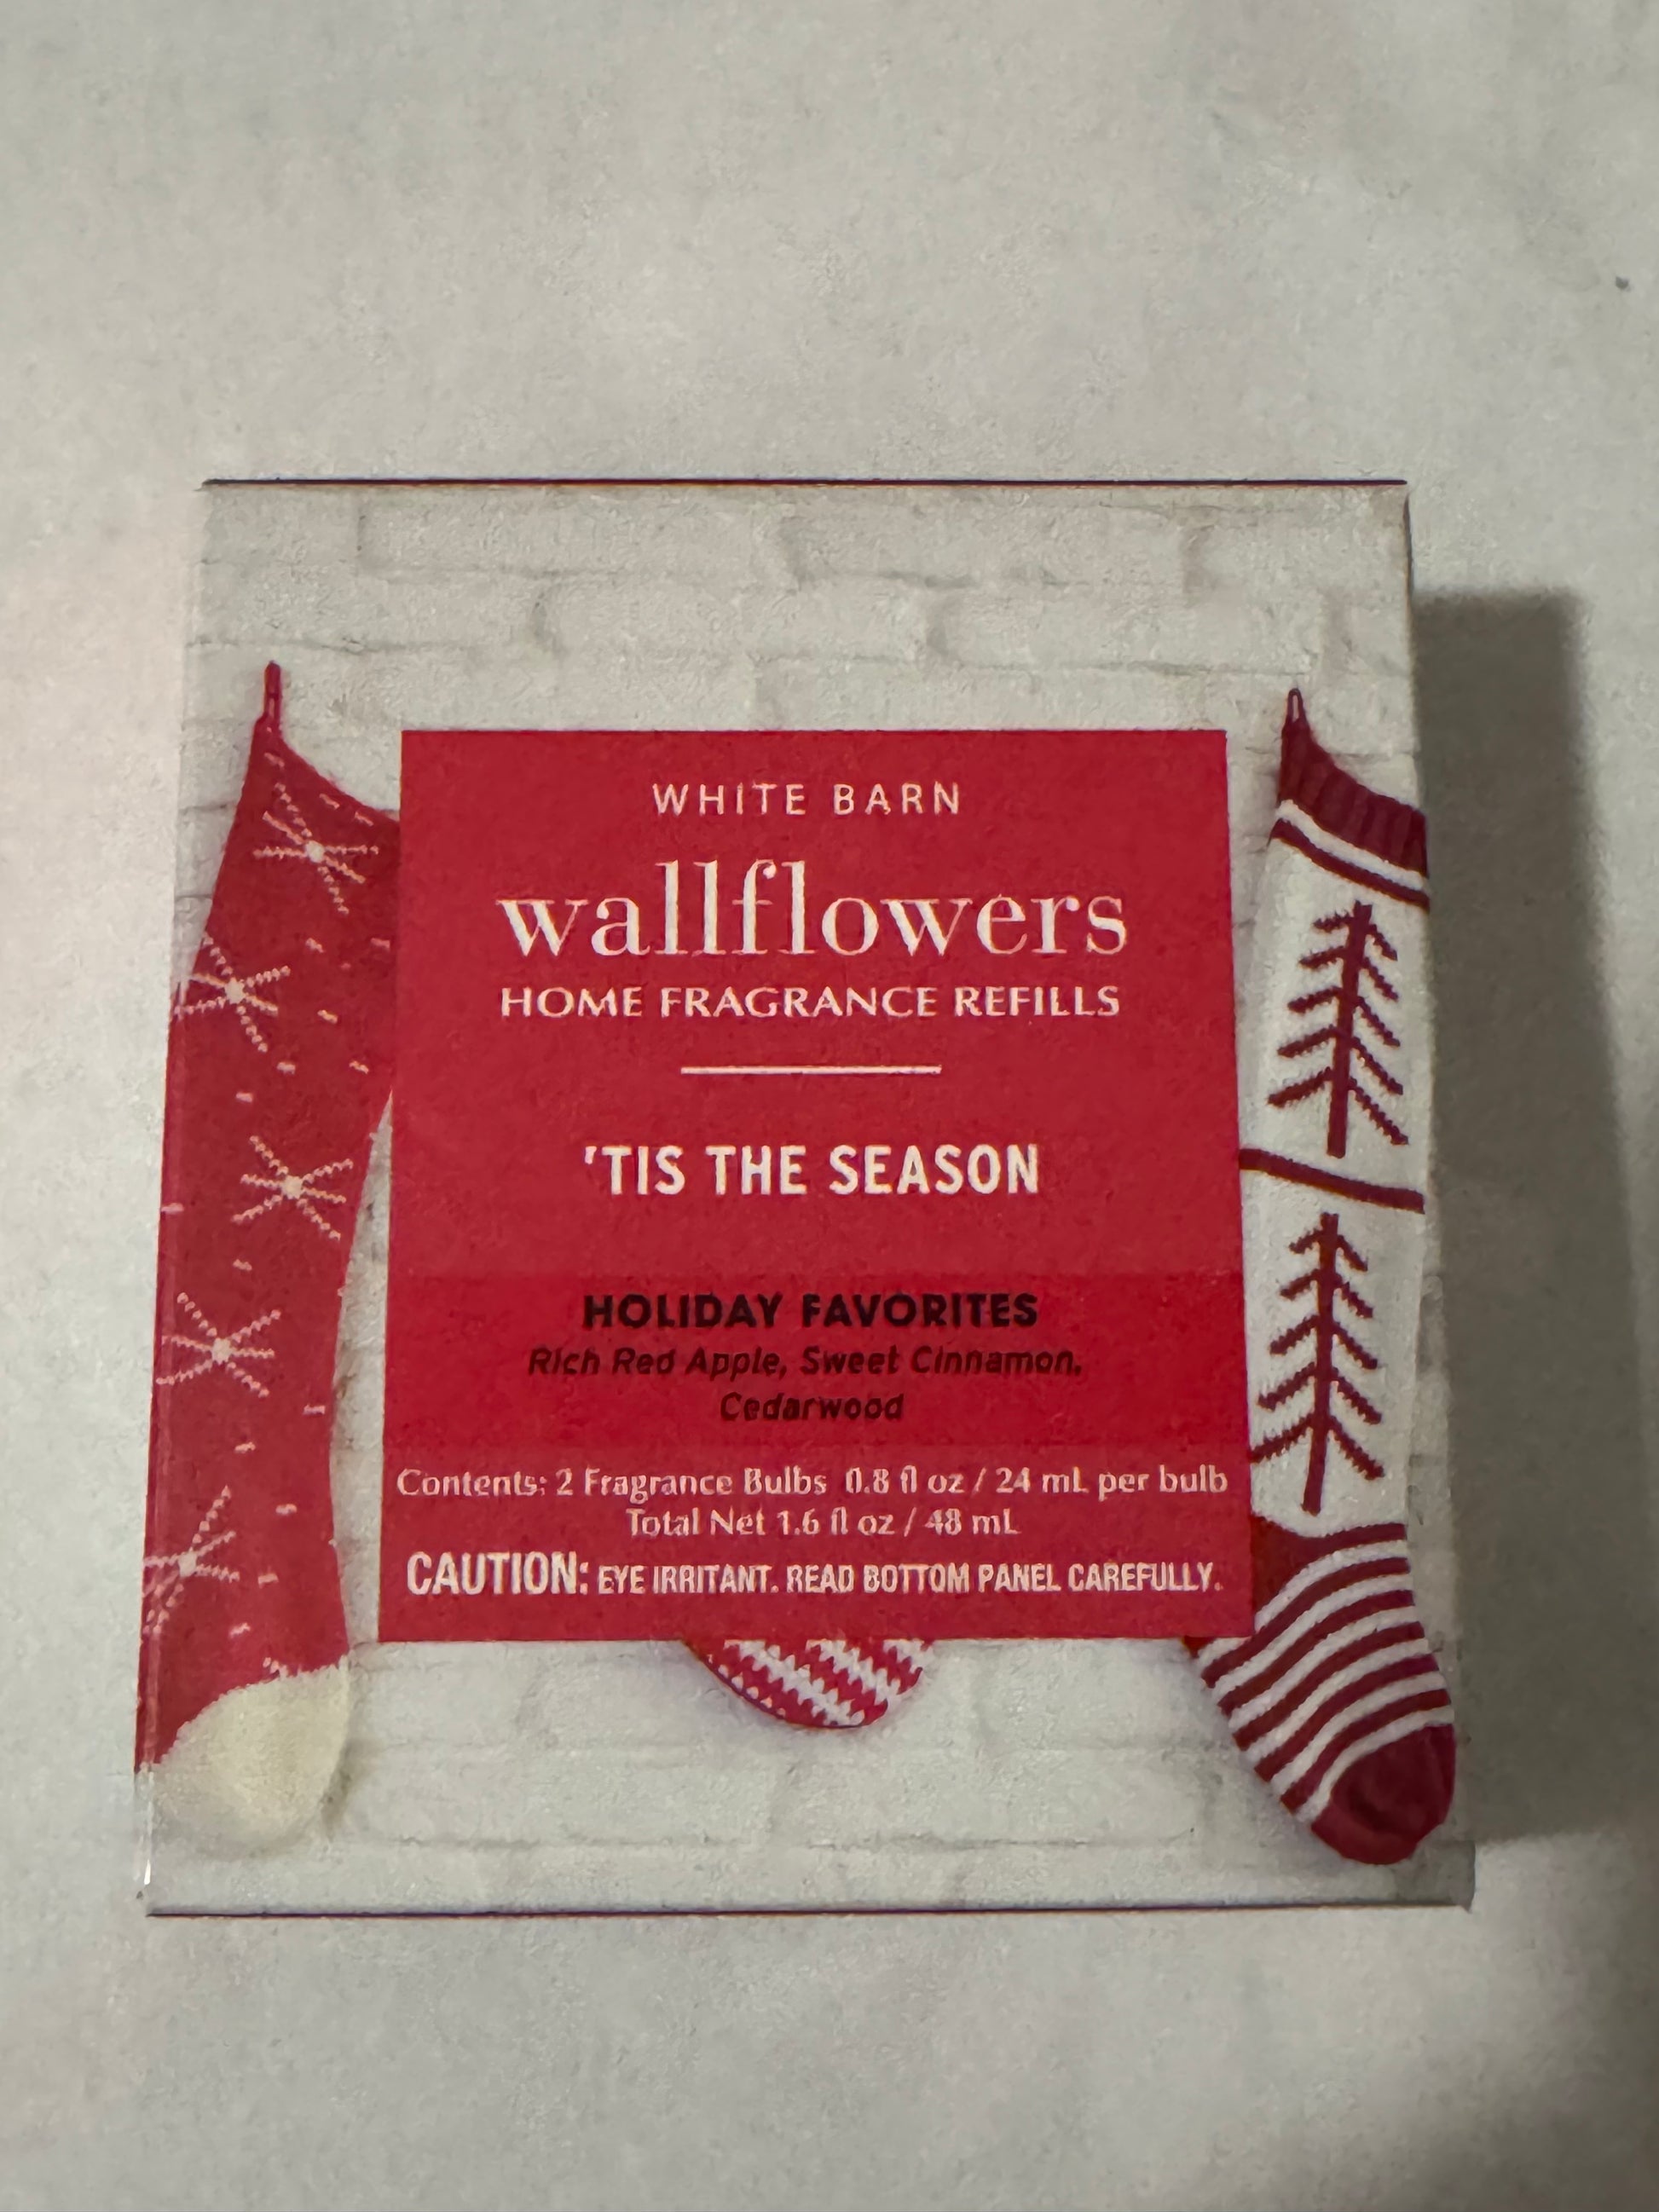 WHITE BARN
wallflowers
HOME FRAGRANCE REFILLS
'TIS THE SEASON
HOLIDAY FAVORITES
Rich Red Apple, Sweet Cinnamon,
Cedarwood
Contents: 2 Fragrance Bulbs 0.8 fl oz / 24 mL per bulb
Total Net 1.6 fl oz / 48 mL
CAUTION: EYE IRRITANT. READ BOTTOM PANEL CAREFULLY.